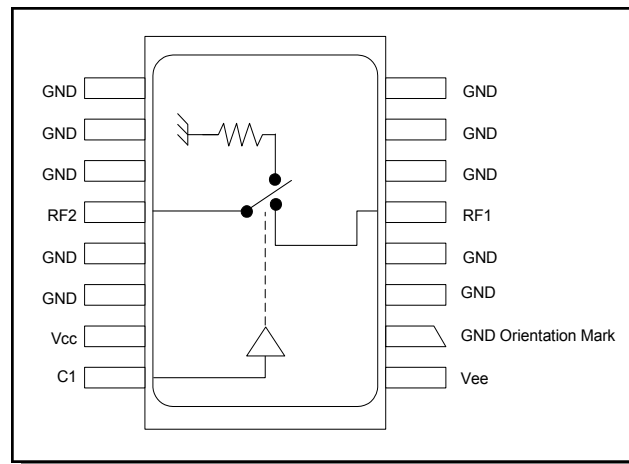 GND
GND
GND
RF2
GND
GND
Vcc
C1
GND
GND
GND
RF1
GND
GND
GND Orientation Mark
Vee